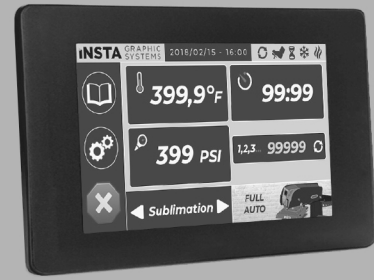 INSTA GRAPHIC SYSTEMS
2018/02/15 - 16:00
399,9°F
99:99
399 PSI
1,2,3... 99999
Sublimation
FULL
AUTO